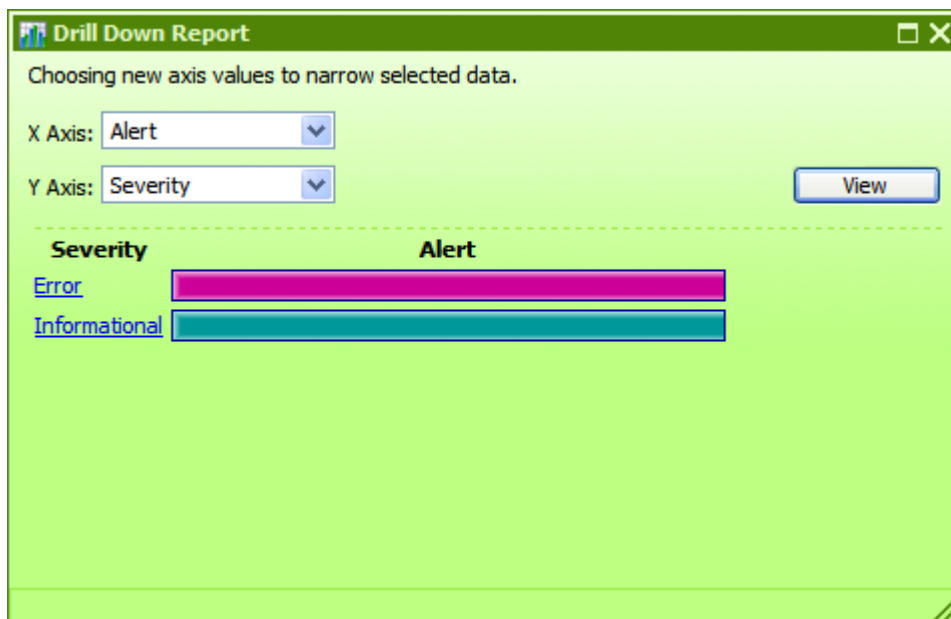 Drill Down Report
Choosing new axis values to narrow selected data.
X Axis: Alert
Y Axis: Severity View
Severity Alert
Error
Informational